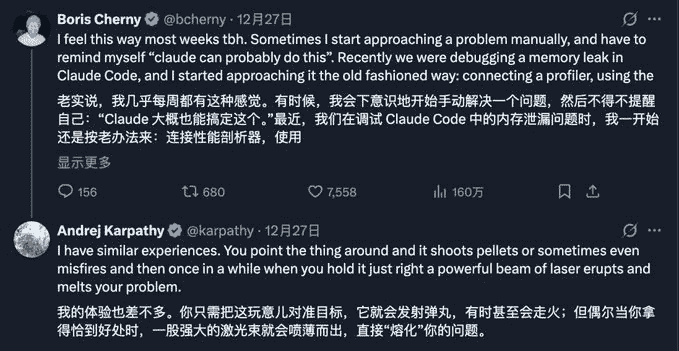 Boris Cherny @bcherny · 12月27日
I feel this way most weeks tbh. Sometimes I start approaching a problem manually, and have to
remind myself “claude can probably do this”. Recently we were debugging a memory leak in
Claude Code, and I started approaching it the old fashioned way: connecting a profiler, using the
老实说，我几乎每周都有这种感觉。有时候，我会下意识地开始手动解决一个问题，然后不得不提醒
自己：“Claude 大概也能搞定这个。”最近，我们在调试 Claude Code 中的内存泄漏问题时，我一开始
还是按老办法来：连接性能剖析器，使用
显示更多
156 680 7,558 160万
Andrej Karpathy @karpathy · 12月27日
I have similar experiences. You point the thing around and it shoots pellets or sometimes even
misfires and then once in a while when you hold it just right a powerful beam of laser erupts and
melts your problem.
我的体验也差不多。你只需把这玩意儿对准目标，它就会发射弹丸，有时甚至会走火；但偶尔当你拿
得恰到好处时，一股强大的激光束就会喷薄而出，直接“熔化”你的问题。